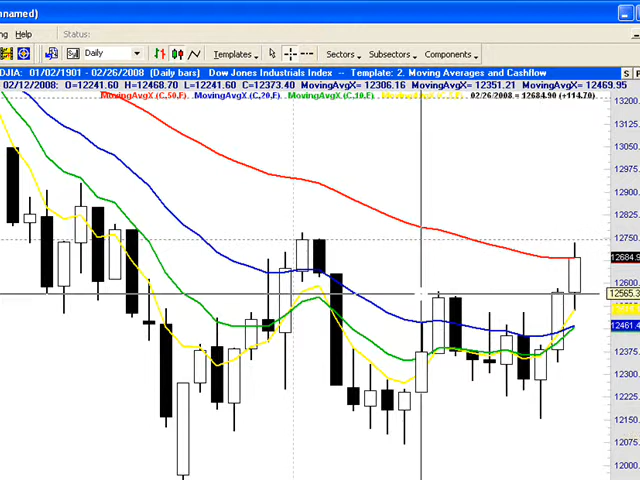 nnamed)
ng Help Status:
Daily Templates Sectors Subsectors Components
DJIA: 01/02/1901 - 02/26/2008 (Daily bars) Dow Jones Industrials Index -- Template: 2. Moving Averages and Cashflow S P
02/12/2008: O=12241.60 H=12468.70 L=12241.60 C=12373.40 MovingAvgX = 12306.16 MovingAvgX = 12351.21 MovingAvgX = 12469.95
MovingAvgX (C,50,F) MovingAvgX (C,20,F) MovingAvgX (C,10,F) 02/26/2008 = 12684.90 (+114.70)
13200
13125
13050
12975
12900
12825
12750
12684.9
12565.3
12461.4
12375
12300
12225
12150
12075
12000